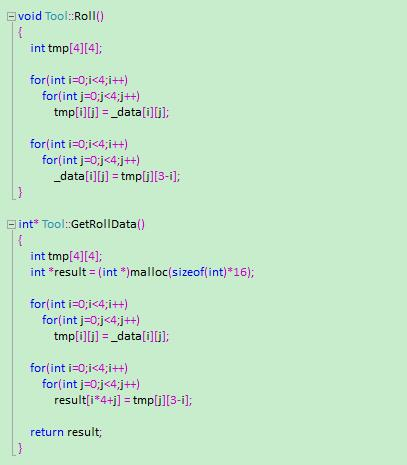 void Tool::Roll()
{
    int tmp[4][4];

    for(int i=0;i<4;i++)
        for(int j=0;j<4;j++)
            tmp[i][j] = _data[i][j];

    for(int i=0;i<4;i++)
        for(int j=0;j<4;j++)
            _data[i][j] = tmp[j][3-i];
}

int* Tool::GetRollData()
{
    int tmp[4][4];
    int *result = (int *)malloc(sizeof(int)*16);

    for(int i=0;i<4;i++)
        for(int j=0;j<4;j++)
            tmp[i][j] = _data[i][j];

    for(int i=0;i<4;i++)
        for(int j=0;j<4;j++)
            result[i*4+j] = tmp[j][3-i];

    return result;
}